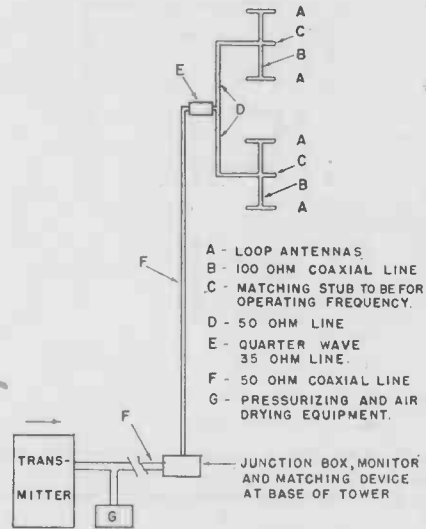 A
C
B
A
E
D
A
C
B
A
F
A - LOOP ANTENNAS
B - 100 OHM COAXIAL LINE
C - MATCHING STUB TO BE FOR
OPERATING FREQUENCY.
D - 50 OHM LINE
E - QUARTER WAVE
35 OHM LINE.
F - 50 OHM COAXIAL LINE
G - PRESSURIZING AND AIR
DRYING EQUIPMENT.
F
TRANS-
MITTER
G
JUNCTION BOX, MONITOR
AND MATCHING DEVICE
AT BASE OF TOWER